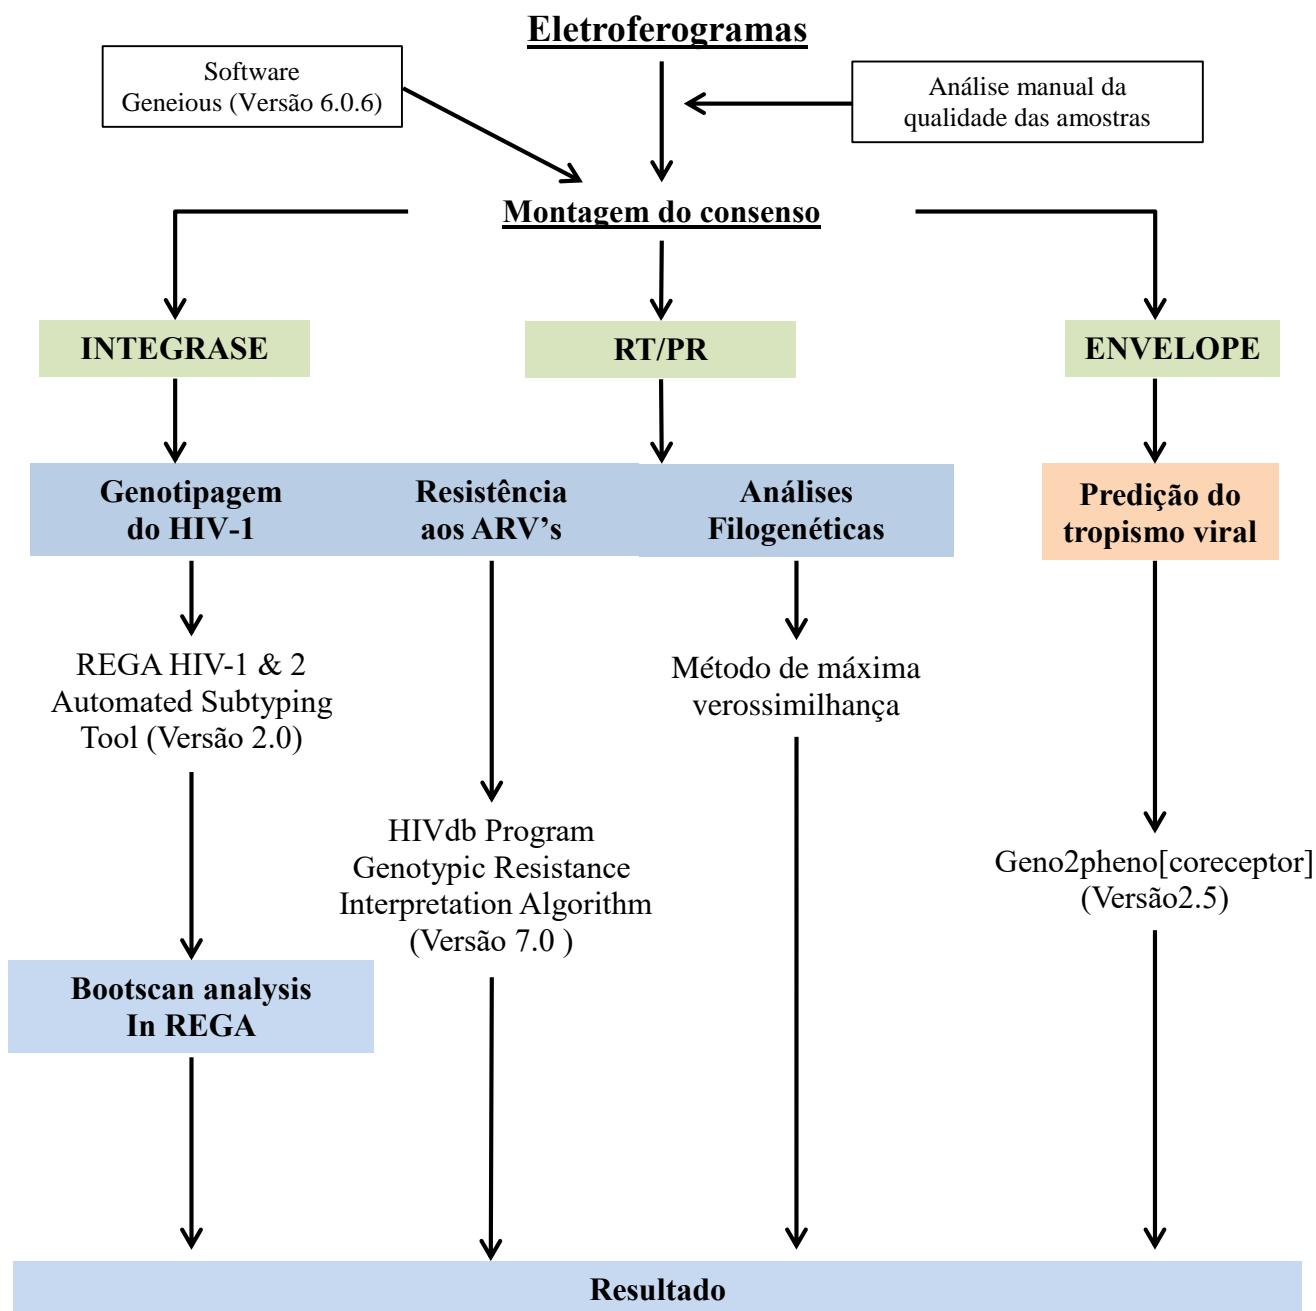 Eletroferogramas
Software
Geneious (Versão 6.0.6)
Análise manual da
qualidade das amostras
Montagem do consenso
INTEGRASE
RT/PR
ENVELOPE
Genotipagem
do HIV-1
Resistência
aos ARV’s
Análises
Filogenéticas
Predição do
tropismo viral
REGA HIV-1 & 2
Automated Subtyping
Tool (Versão 2.0)
Método de máxima
verossimilhança
HIVdb Program
Genotypic Resistance
Interpretation Algorithm
(Versão 7.0 )
Geno2pheno[coreceptor]
(Versão2.5)
Bootscan analysis
In REGA
Resultado